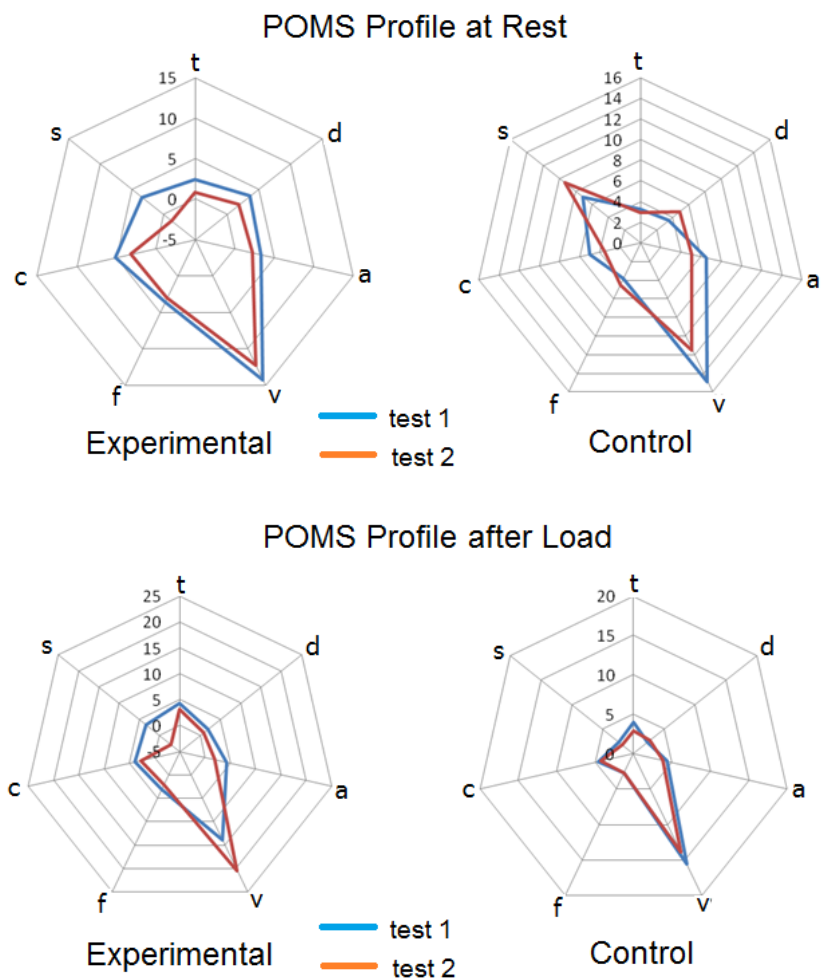 POMS Profile at Rest
t
15
10
5
0
-5
s
d
c
a
f
v
Experimental
t
16
14
12
10
8
6
4
2
0
s
d
c
a
f
v
Control
test 1
test 2
POMS Profile after Load
t
25
20
15
10
5
0
-5
s
d
c
a
f
v
Experimental
t
20
15
10
5
0
s
d
c
a
f
v
Control
test 1
test 2